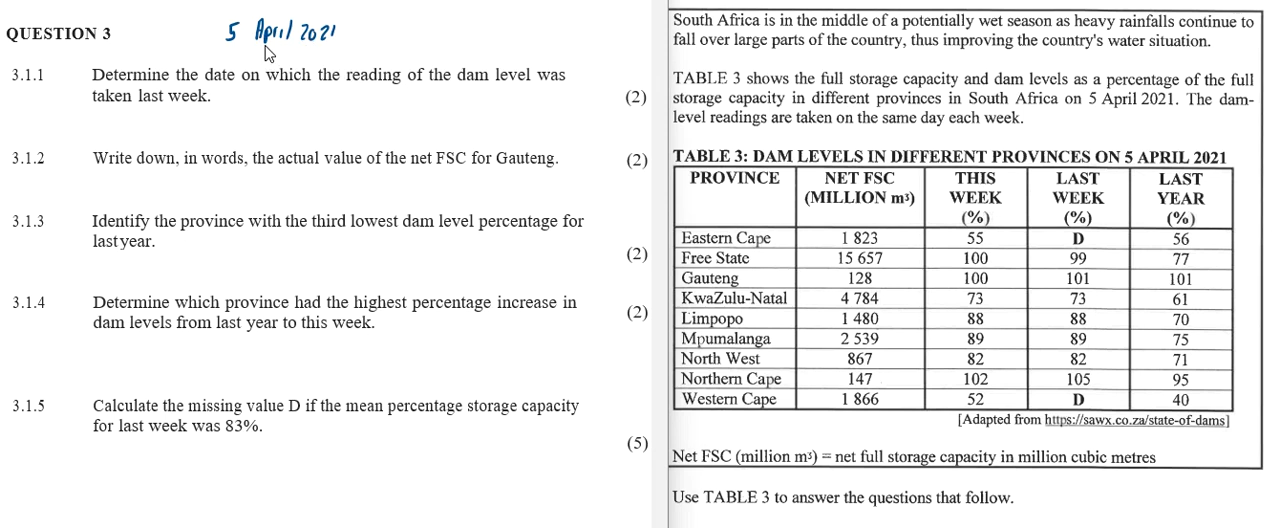 QUESTION 3
5 April 2021
3.1.1 Determine the date on which the reading of the dam level was
taken last week.
(2)
3.1.2 Write down, in words, the actual value of the net FSC for Gauteng. (2)
3.1.3 Identify the province with the third lowest dam level percentage for
last year.
(2)
3.1.4 Determine which province had the highest percentage increase in
dam levels from last year to this week.
(2)
3.1.5 Calculate the missing value D if the mean percentage storage capacity
for last week was 83%.
(5)
South Africa is in the middle of a potentially wet season as heavy rainfalls continue to
fall over large parts of the country, thus improving the country's water situation.
TABLE 3 shows the full storage capacity and dam levels as a percentage of the full
storage capacity in different provinces in South Africa on 5 April 2021. The dam-
level readings are taken on the same day each week.
TABLE 3: DAM LEVELS IN DIFFERENT PROVINCES ON 5 APRIL 2021
PROVINCE NET FSC THIS LAST LAST
(MILLION m³) WEEK WEEK YEAR
(%) (%) (%)
Eastern Cape 1 823 55 D 56
Free State 15 657 100 99 77
Gauteng 128 100 101 101
KwaZulu-Natal 4 784 73 73 61
Limpopo 1 480 88 88 70
Mpumalanga 2 539 89 89 75
North West 867 82 82 71
Northern Cape 147 102 105 95
Western Cape 1 866 52 D 40
[Adapted from https://sawx.co.za/state-of-dams]
Net FSC (million m³) = net full storage capacity in million cubic metres
Use TABLE 3 to answer the questions that follow.